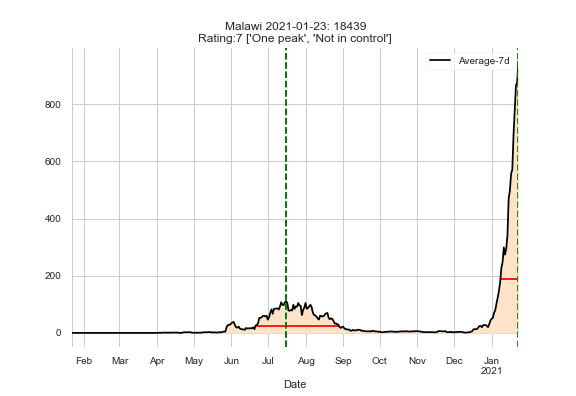 Malawi 2021-01-23: 18439
Rating:7 ['One peak', 'Not in control']
Average-7d
800
600
400
200
0
Feb Mar Apr May Jun Jul Aug Sep Oct Nov Dec Jan
2021
Date